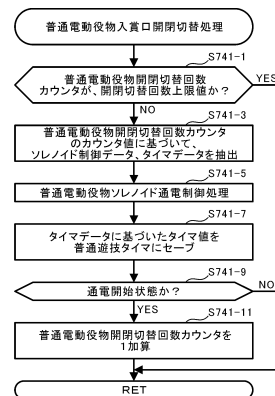 普通電動役物入賞口開閉切替処理
S741-1
普通電動役物開閉切替回数
カウンタが、開閉切替回数上限値か？
YES
NO
S741-3
普通電動役物開閉切替回数カウンタ
のカウンタ値に基づいて、
ソレノイド制御データ、タイマデータを抽出
S741-5
普通電動役物ソレノイド通電制御処理
S741-7
タイマデータに基づいたタイマ値を
普通遊技タイマにセーブ
S741-9
通電開始状態か？
NO
YES
S741-11
普通電動役物開閉切替回数カウンタを
1加算
RET